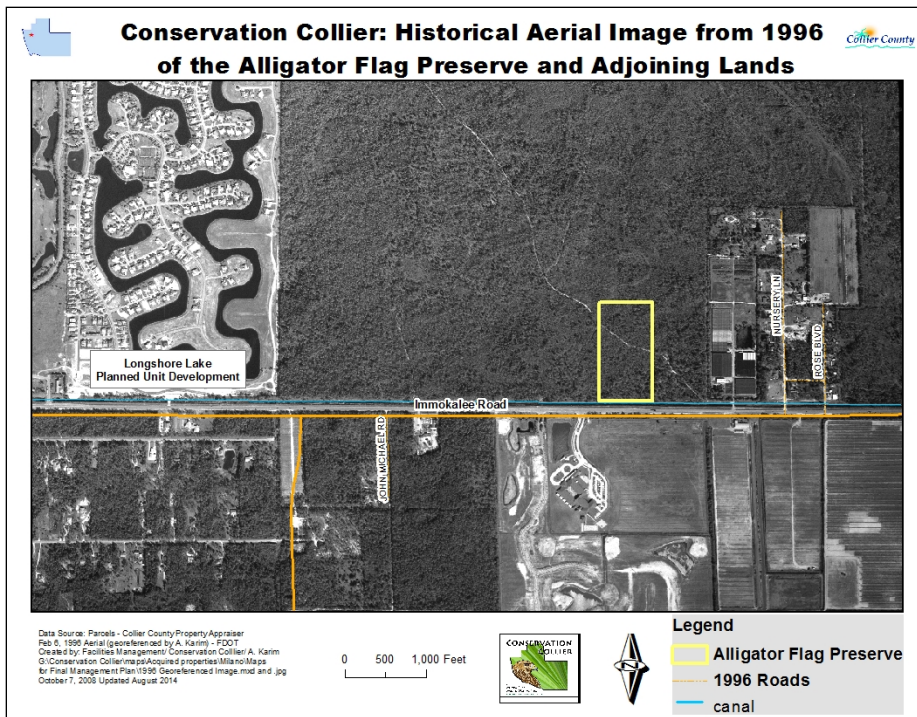 Conservation Collier: Historical Aerial Image from 1996
of the Alligator Flag Preserve and Adjoining Lands
Collier County
NURSERY LN
ROSE BLVD
Longshore Lake
Planned Unit Development
Immokalee Road
JOHN MICHAEL RD
Data Source: Parcels - Collier County Property Appraiser
Feb 6, 1996 Aerial (georeferenced by A. Karim) - FDOT
Created by: Facilities Management/ Conservation Collier/ A. Karim
G:\Conservation Collier\maps\Acquired properties\Milano\Maps
for Final Management Plan\1996 Georeferenced Image.mxd and .jpg
October 7, 2008 Updated August 2014
0 500 1,000 Feet
CONSERVATION
COLLIER
N
Legend
Alligator Flag Preserve
1996 Roads
canal